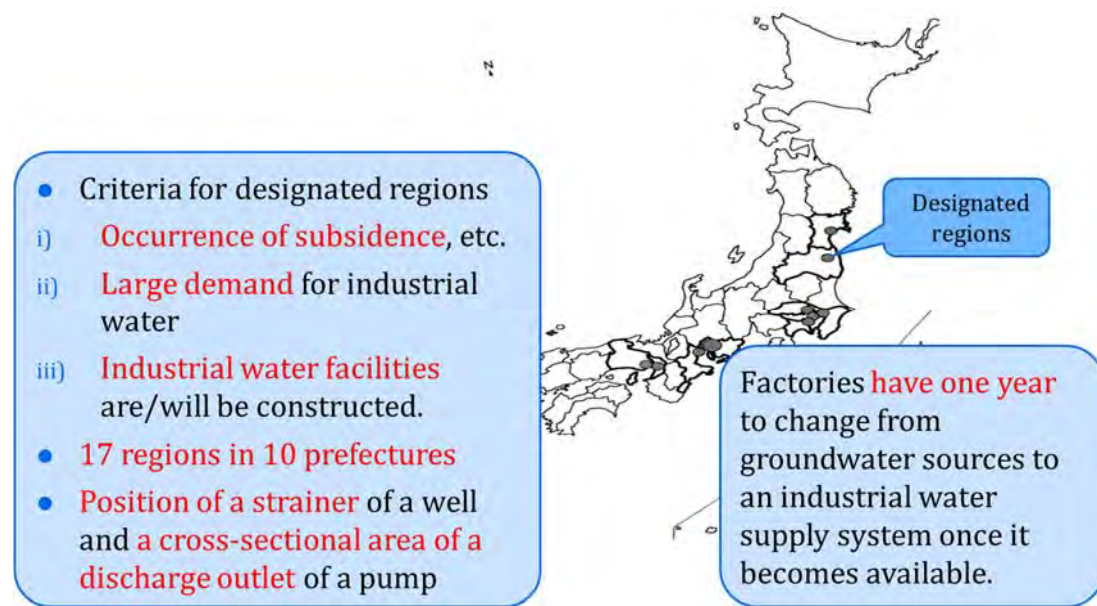 N
● Criteria for designated regions
i) Occurrence of subsidence, etc.
ii) Large demand for industrial
water
iii) Industrial water facilities
are/will be constructed.
● 17 regions in 10 prefectures
● Position of a strainer of a well
and a cross-sectional area of a
discharge outlet of a pump
Designated
regions
Factories have one year
to change from
groundwater sources to
an industrial water
supply system once it
becomes available.